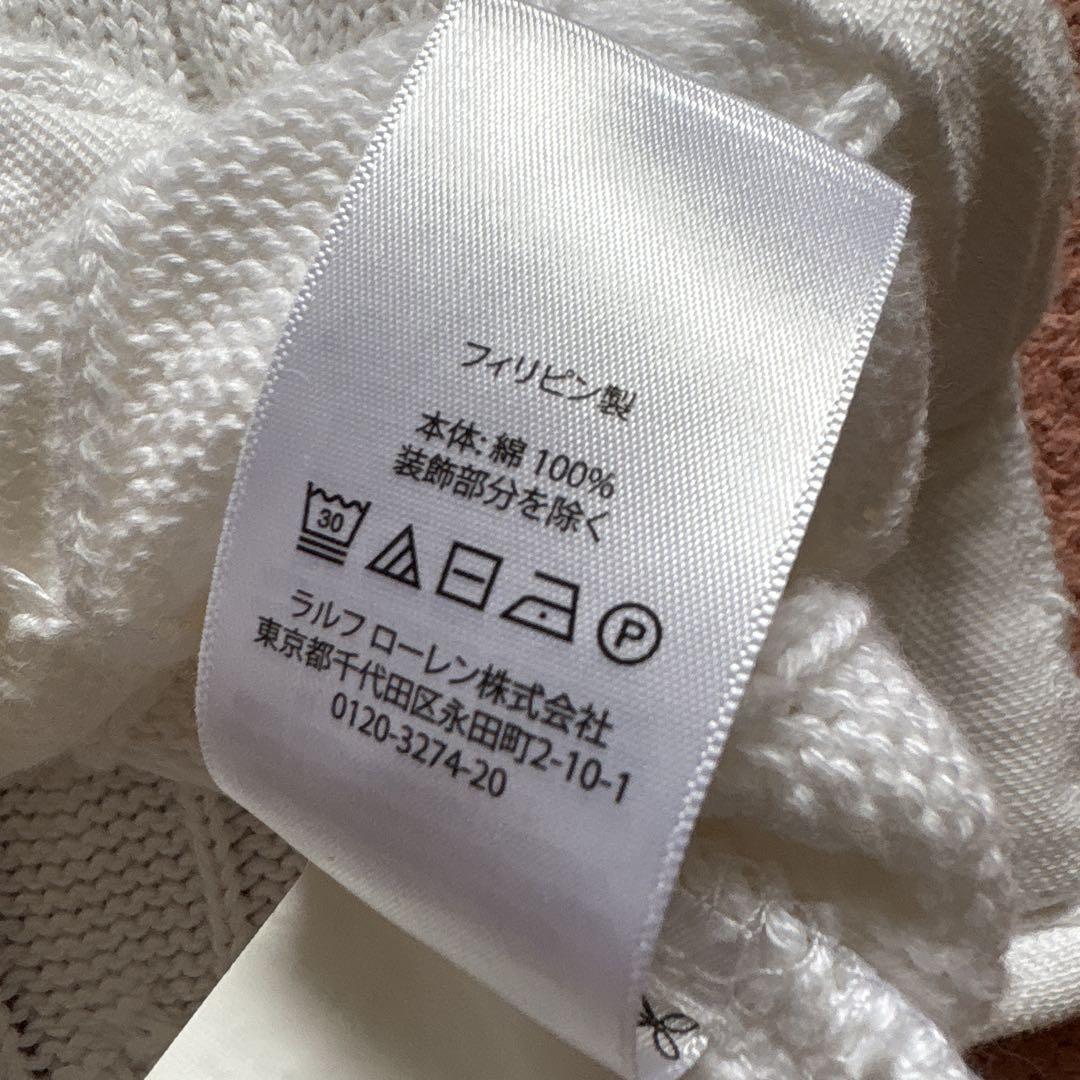 フィリピン製
本体: 綿 100%
装飾部分を除く
30
P
ラルフ ローレン株式会社
東京都千代田区永田町2-10-1
0120-3274-20